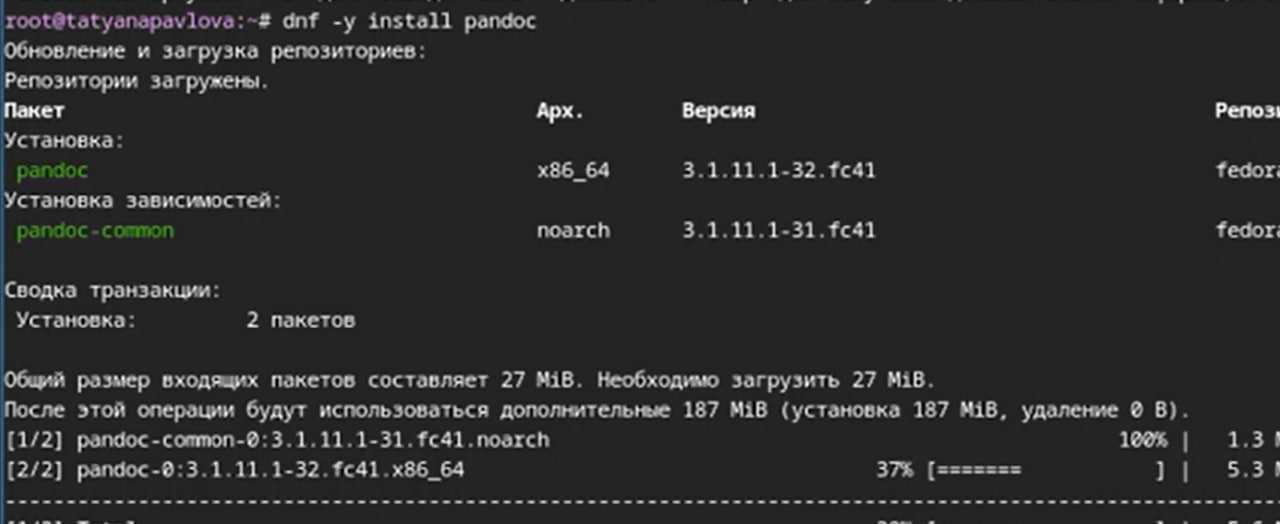 root@tatyanapavlova:~# dnf -y install pandoc
Обновление и загрузка репозиториев:
Репозитории загружены.
Пакет Арх. Версия Репози
Установка:
pandoc x86_64 3.1.11.1-32.fc41 fedora
Установка зависимостей:
pandoc-common noarch 3.1.11.1-31.fc41 fedora
Сводка транзакции:
Установка: 2 пакетов
Общий размер входящих пакетов составляет 27 MiB. Необходимо загрузить 27 MiB.
После этой операции будут использоваться дополнительные 187 MiB (установка 187 MiB, удаление 0 B).
[1/2] pandoc-common-0:3.1.11.1-31.fc41.noarch 100% | 1.3 M
[2/2] pandoc-0:3.1.11.1-32.fc41.x86_64 37% [======= ] | 5.3 M